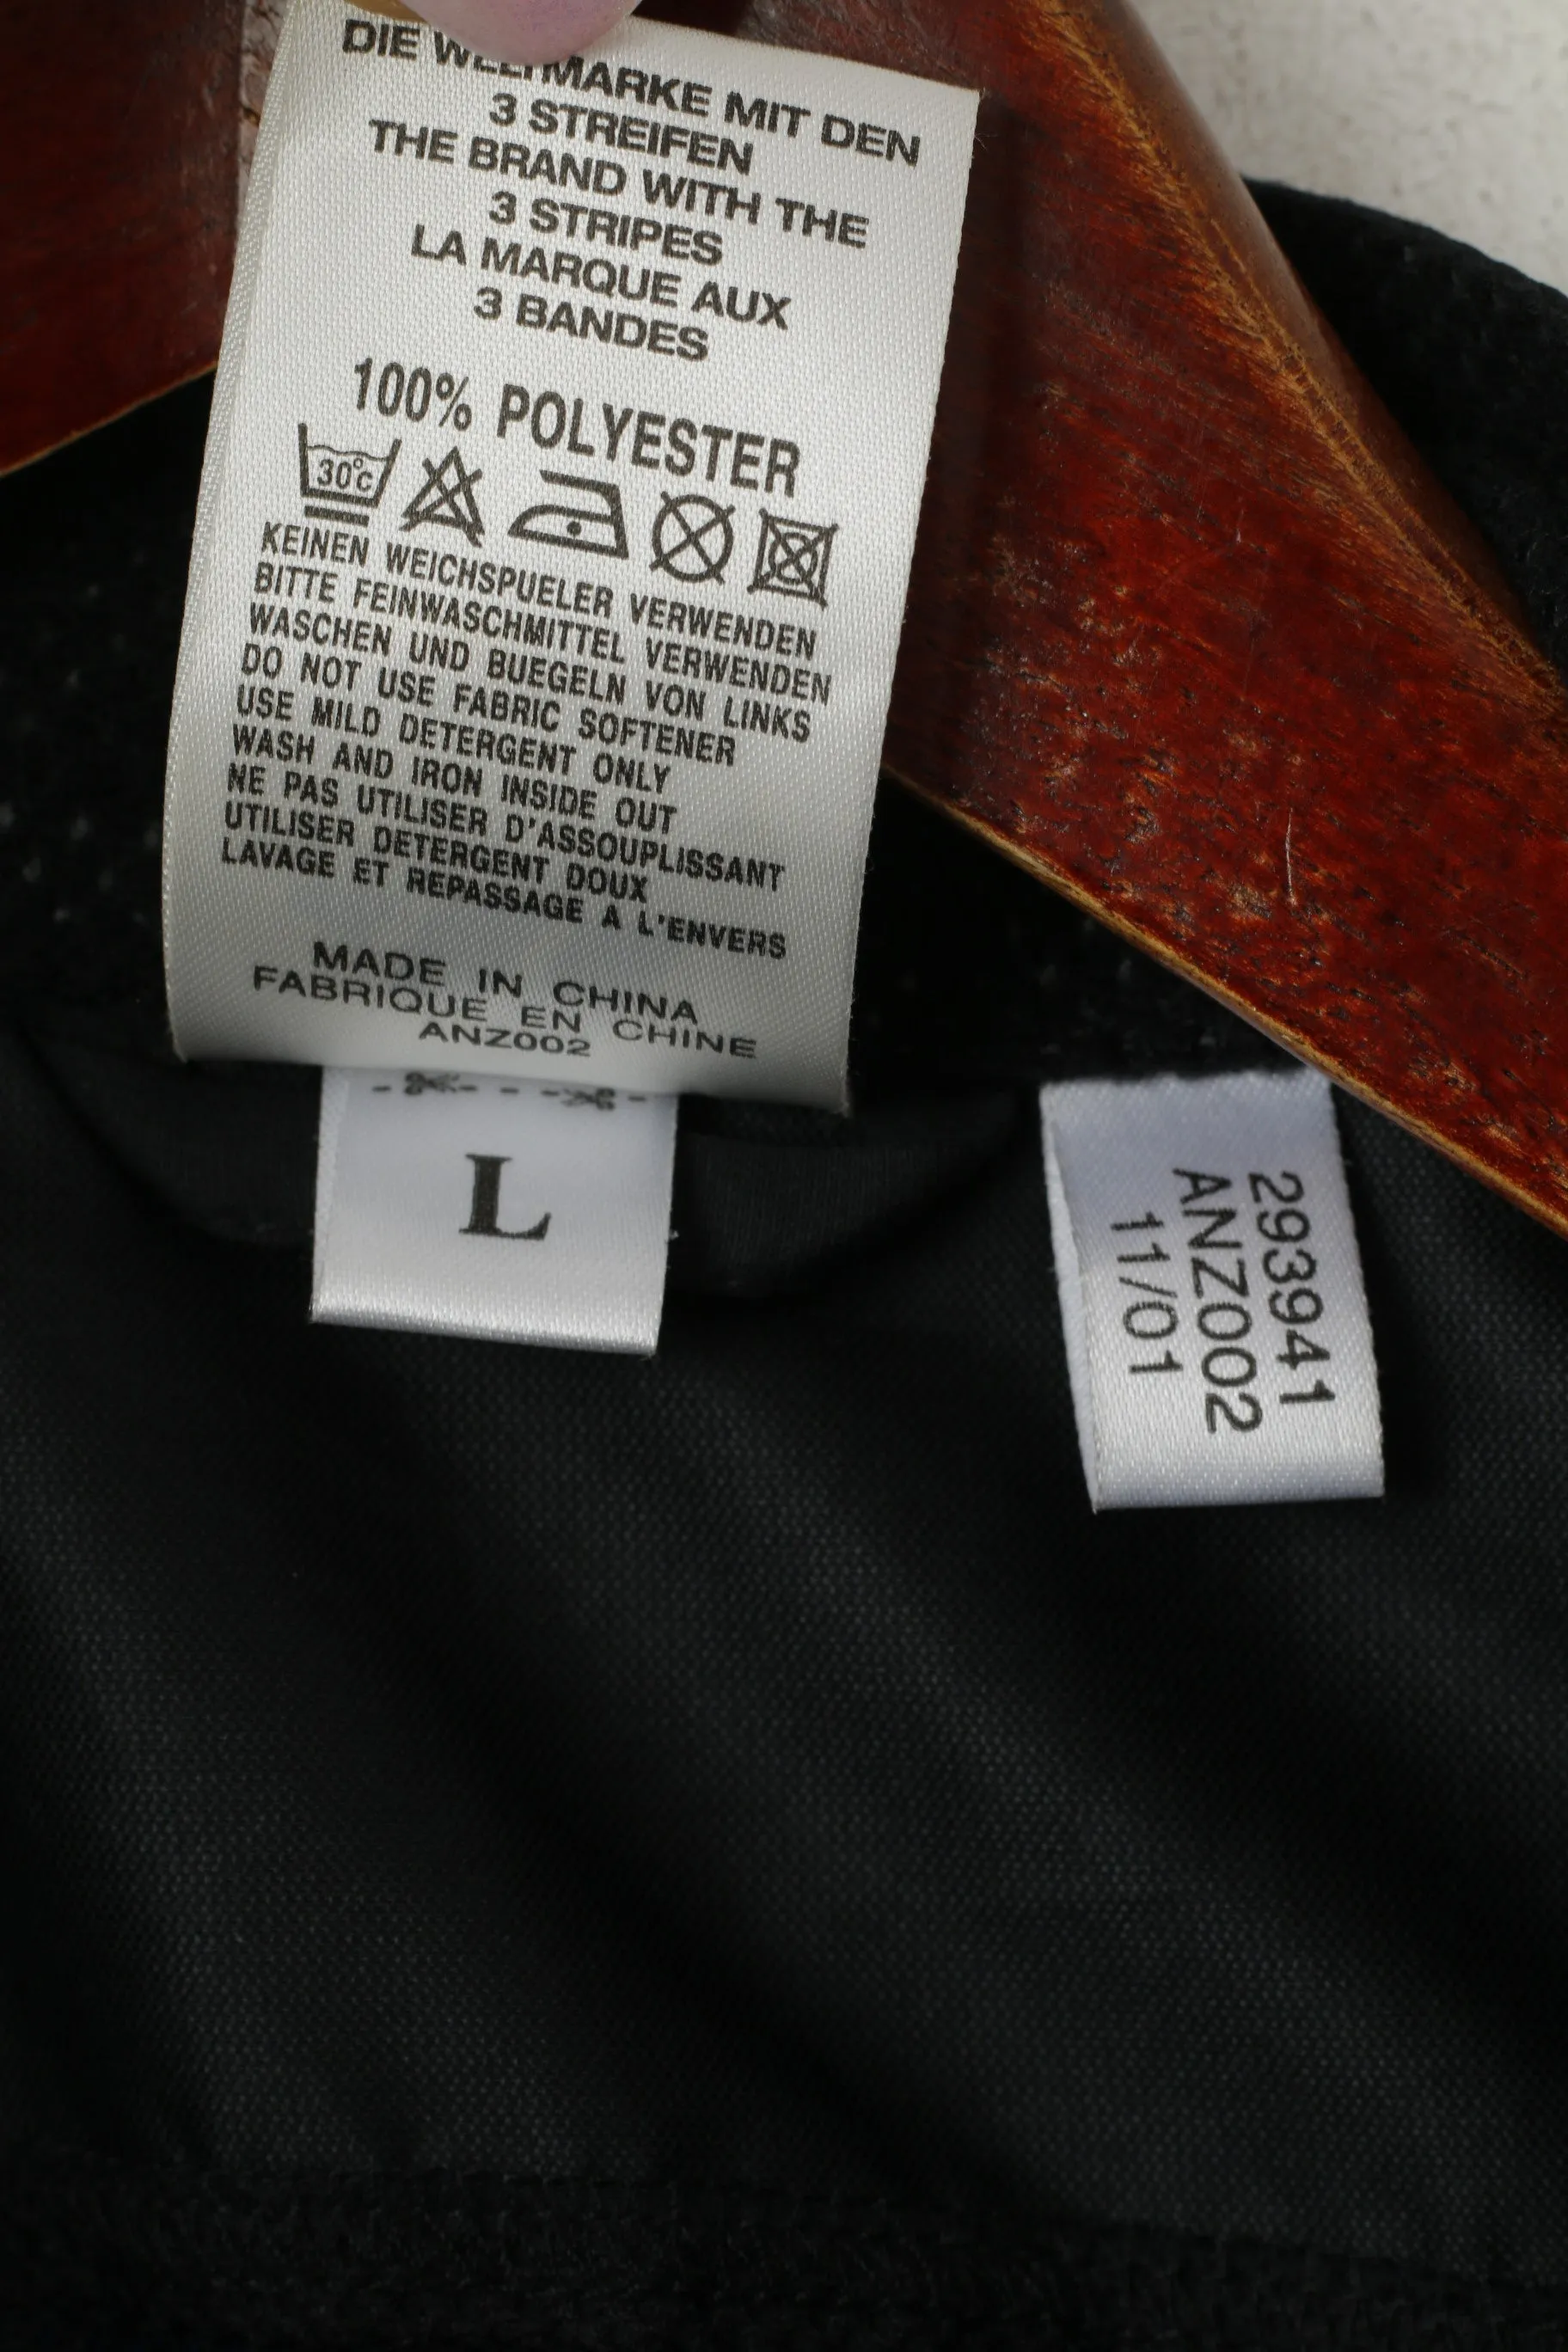 DIE WELTMARKE MIT DEN
3 STREIFEN
THE BRAND WITH THE
3 STRIPES
LA MARQUE AUX
3 BANDES
100% POLYESTER
30°c
KEINEN WEICHSPUELER VERWENDEN
BITTE FEINWASCHMITTEL VERWENDEN
WASCHEN UND BUEGELN VON LINKS
DO NOT USE FABRIC SOFTENER
USE MILD DETERGENT ONLY
WASH AND IRON INSIDE OUT
NE PAS UTILISER D'ASSOUPLISSANT
UTILISER DETERGENT DOUX
LAVAGE ET REPASSAGE A L'ENVERS
MADE IN CHINA
FABRIQUE EN CHINE
ANZ002
L
293941
ANZ002
11/01